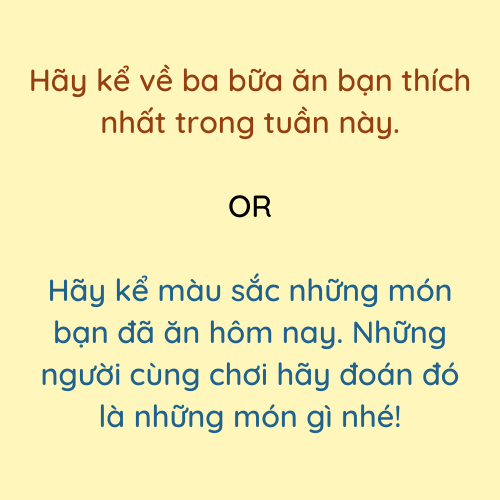 Hãy kể về ba bữa ăn bạn thích
nhất trong tuần này.
OR
Hãy kể màu sắc những món
bạn đã ăn hôm nay. Những
người cùng chơi hãy đoán đó
là những món gì nhé!